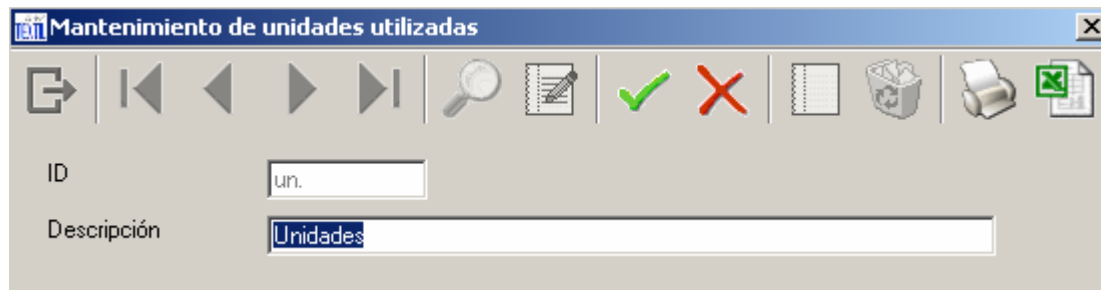 Mantenimiento de unidades utilizadas
ID
un.
Descripción
Unidades